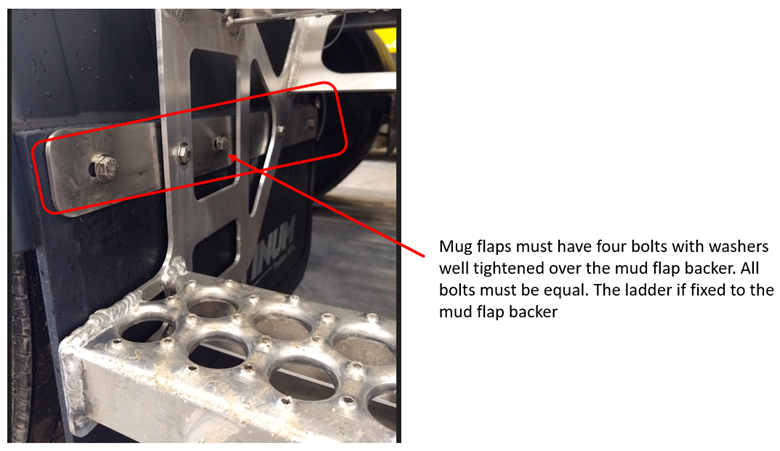 Mug flaps must have four bolts with washers
well tightened over the mud flap backer. All
bolts must be equal. The ladder if fixed to the
mud flap backer
INUM